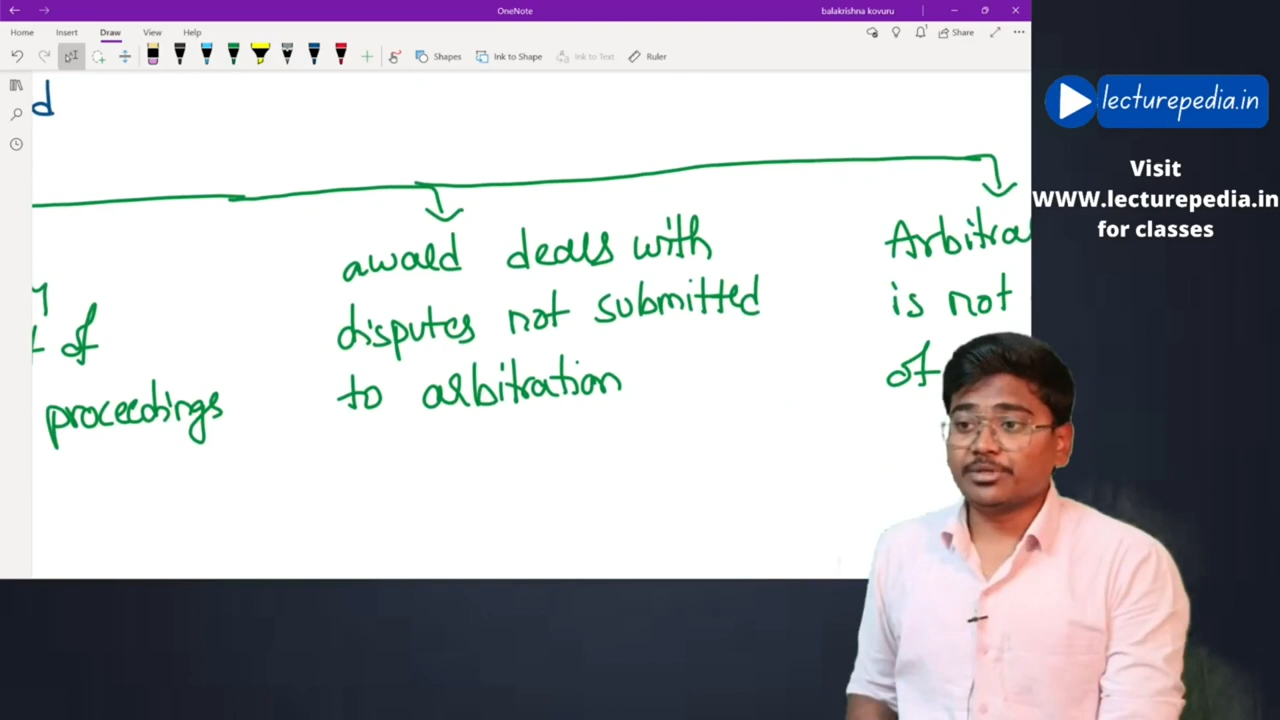 OneNote
balakrishna kovuru
Home Insert Draw View Help
Share
Shapes
Ink to Shape
Ink to Text
Ruler
lecturepedia.in
Visit
WWW.lecturepedia.in
for classes
d
award deals with
disputes not submitted
to arbitration
of
proceedings
Arbitra
is not
of